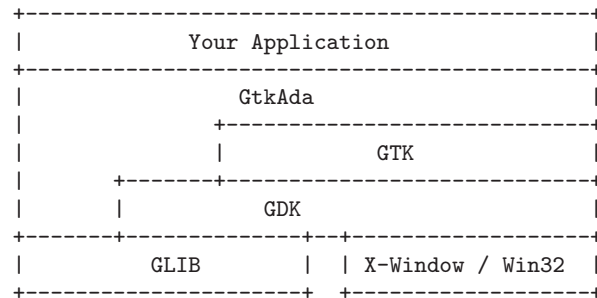 Your Application
GtkAda
GTK
GDK
GLIB X-Window / Win32